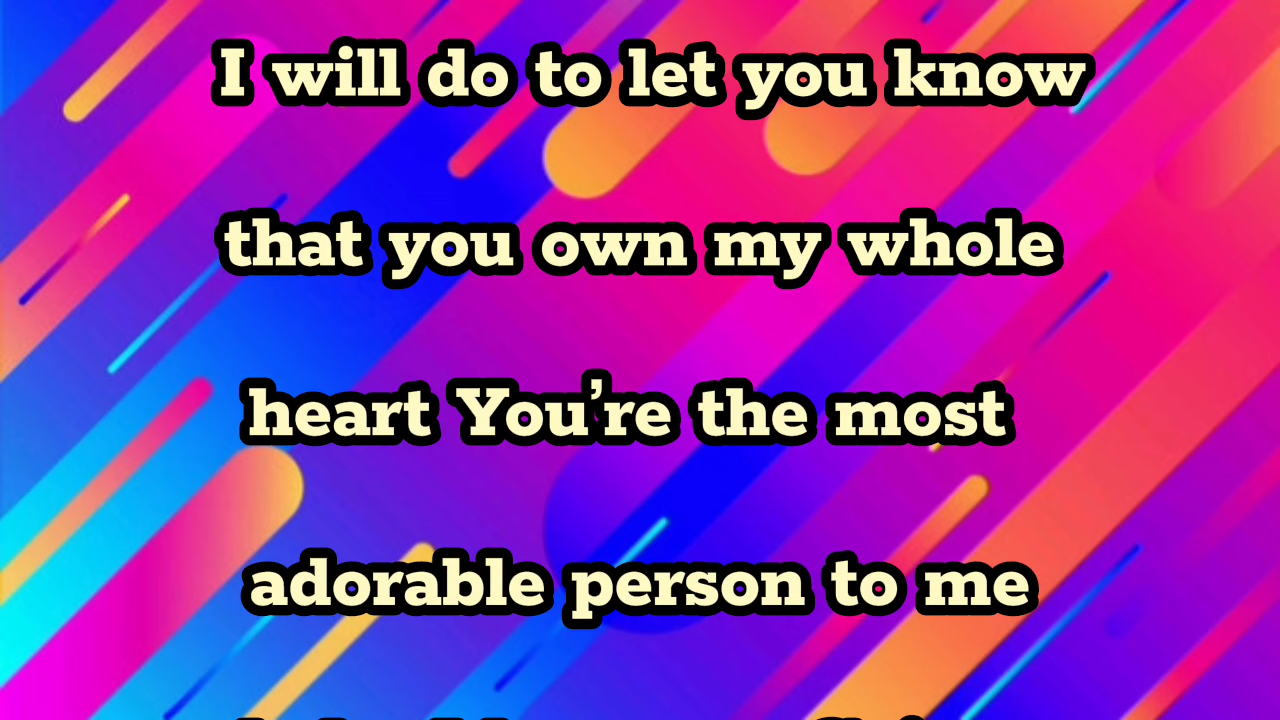 I will do to let you know
that you own my whole
heart You're the most
adorable person to me